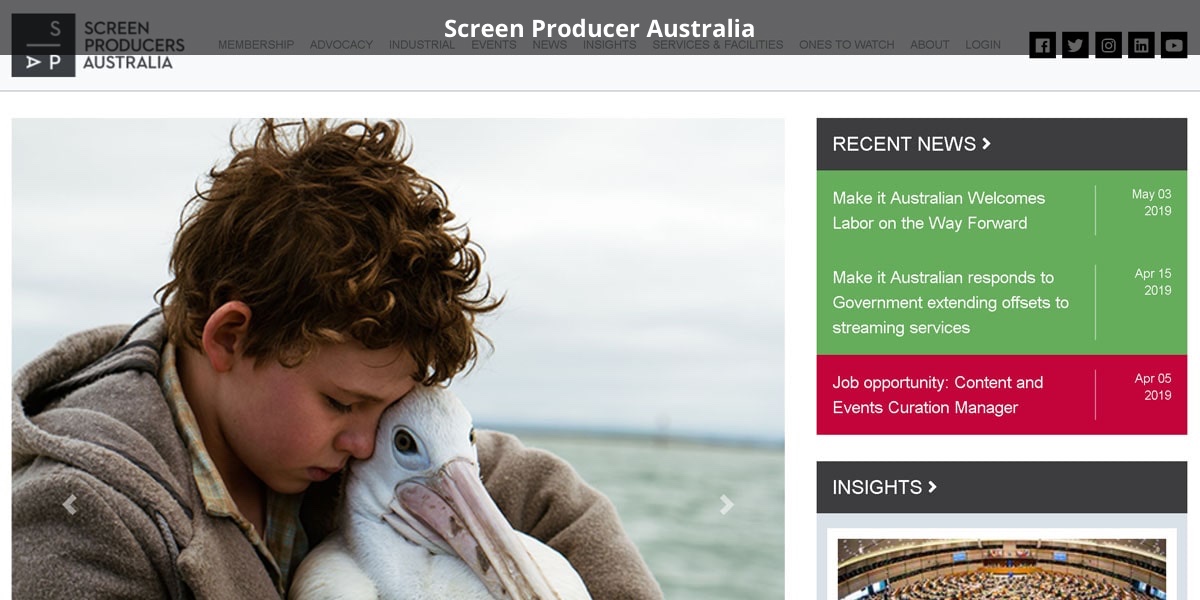 Screen Producer Australia
S
A P
SCREEN
PRODUCERS
AUSTRALIA
MEMBERSHIP ADVOCACY INDUSTRIAL EVENTS NEWS INSIGHTS SERVICES & FACILITIES ONES TO WATCH ABOUT LOGIN
RECENT NEWS
Make it Australian Welcomes
Labor on the Way Forward
May 03
2019
Make it Australian responds to
Government extending offsets to
streaming services
Apr 15
2019
Job opportunity: Content and
Events Curation Manager
Apr 05
2019
INSIGHTS